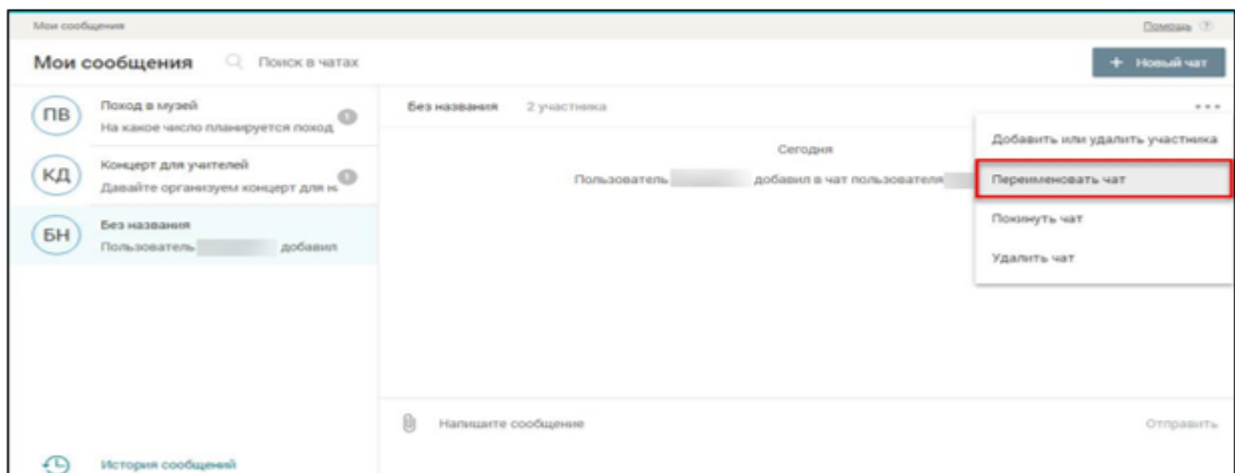 Мои сообщения
Помощь ?
Мои сообщения
Поиск в чатах
+ Новый чат
ПВ
Поход в музей
На какое число планируется поход
1
КД
Концерт для учителей
Давайте организуем концерт для н
1
БН
Без названия
Пользователь добавил
История сообщений
Без названия 2 участника
Сегодня
Пользователь добавил в чат пользователя
Добавить или удалить участника
Переименовать чат
Покинуть чат
Удалить чат
Напишите сообщение
Отправить